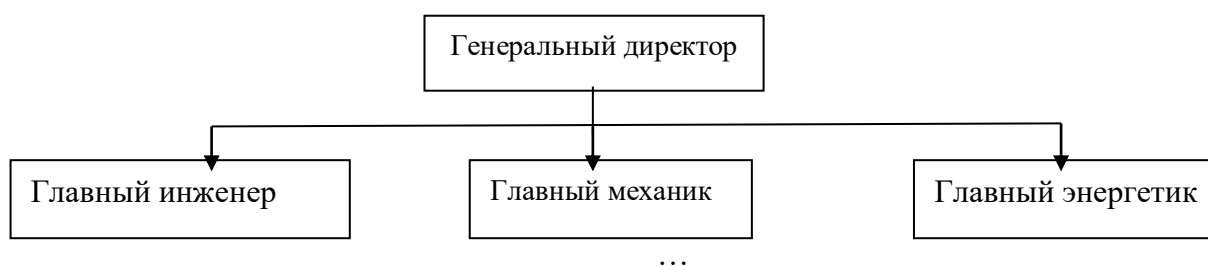 Генеральный директор
Главный инженер
Главный механик
Главный энергетик
…